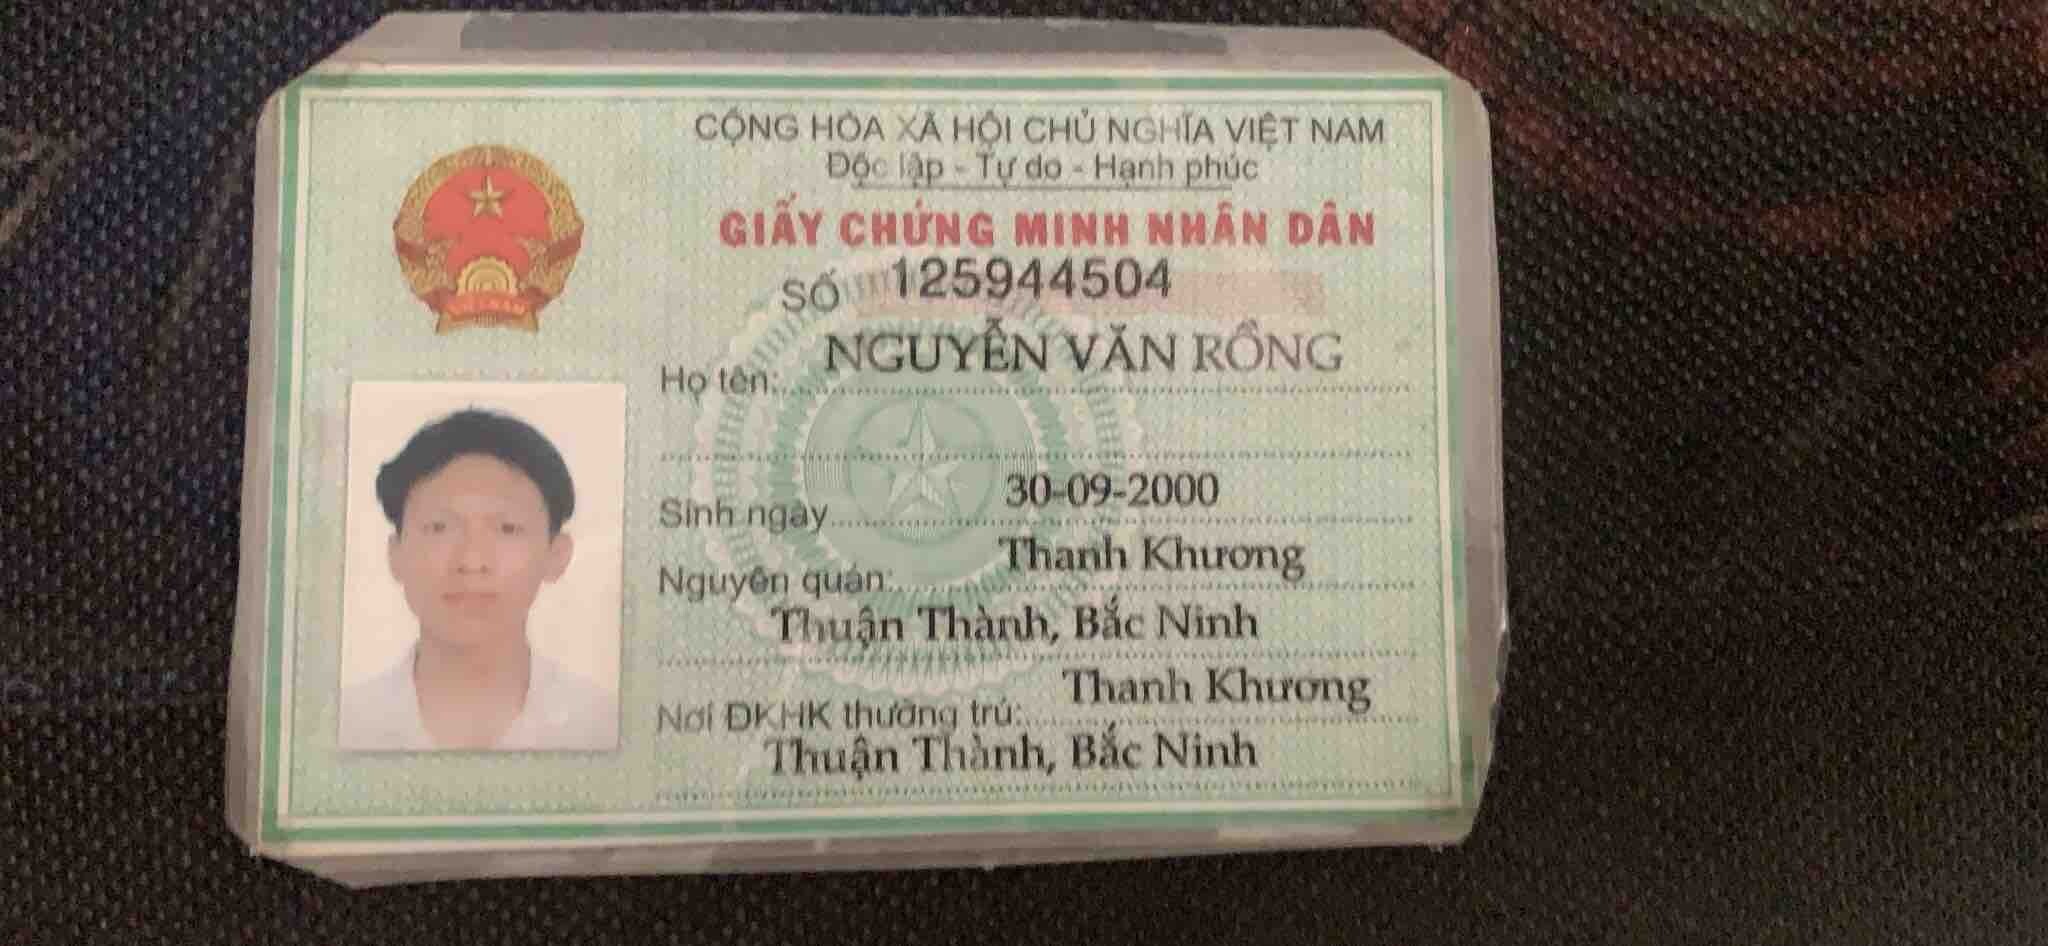 CỘNG HÒA XÃ HỘI CHỦ NGHĨA VIỆT NAM
Độc lập - Tự do - Hạnh phúc
GIẤY CHỨNG MINH NHÂN DÂN
SỐ 125944504
Họ tên: NGUYỄN VĂN RỒNG
Sinh ngày 30-09-2000
Nguyên quán: Thanh Khương
Thuận Thành, Bắc Ninh
Nơi ĐKHK thường trú: Thanh Khương
Thuận Thành, Bắc Ninh